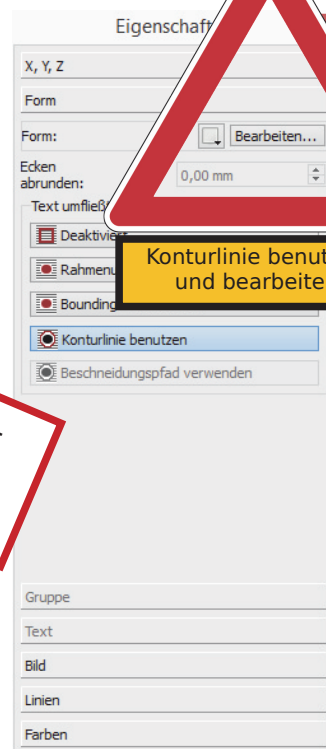 Eigenschaft
X, Y, Z
Form
Form:
Bearbeiten...
Ecken
abrunden:
0,00 mm
Text umfließ
Deaktivie
Konturlinie benut
und bearbeite
Rahmenu
Bounding
Konturlinie benutzen
Beschneidungspfad verwenden
Gruppe
Text
Bild
Linien
Farben